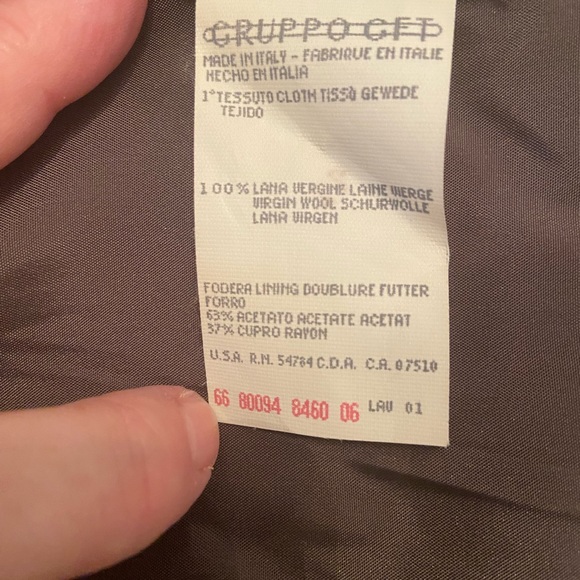 GRUPPO GFT
MADE IN ITALY - FABRIQUE EN ITALIE
HECHO EN ITALIA
1° TESSUTO CLOTH TISSÙ GEWEDE
TEJIDO
100% LANA VERGINE LAINE VIERGE
VIRGIN WOOL SCHURWOLLE
LANA VIRGEN
FODERA LINING DOUBLURE FUTTER
FORRO
63% ACETATO ACETATE ACETAT
37% CUPRO RAYON
U.S.A. R.N. 54784 C.D.A. C.A. 07510
66 80094 8460 06 LAV 01